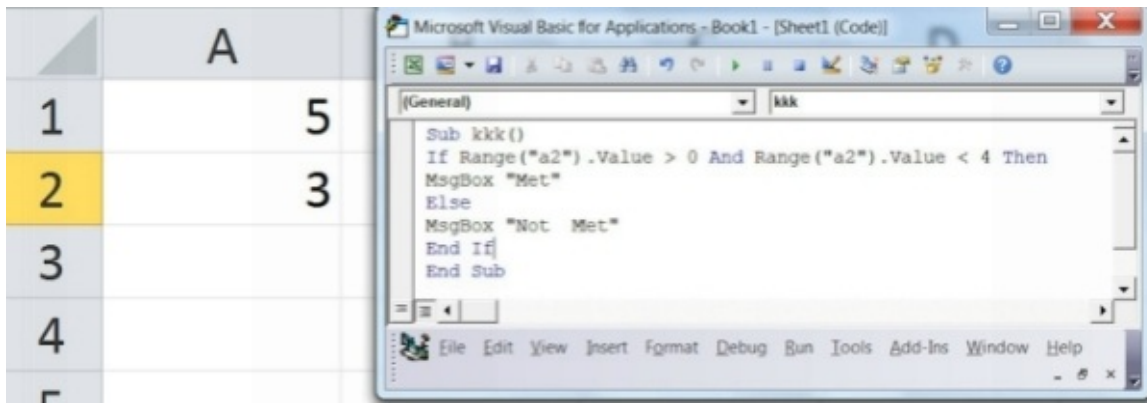 A
1 5
2 3
3
4
Microsoft Visual Basic for Applications - Book1 - [Sheet1 (Code)]
(General) kkk
Sub kkk()
If Range("a2").Value > 0 And Range("a2").Value < 4 Then
MsgBox "Met"
Else
MsgBox "Not  Met"
End If
End Sub
File Edit View Insert Format Debug Run Tools Add-Ins Window Help